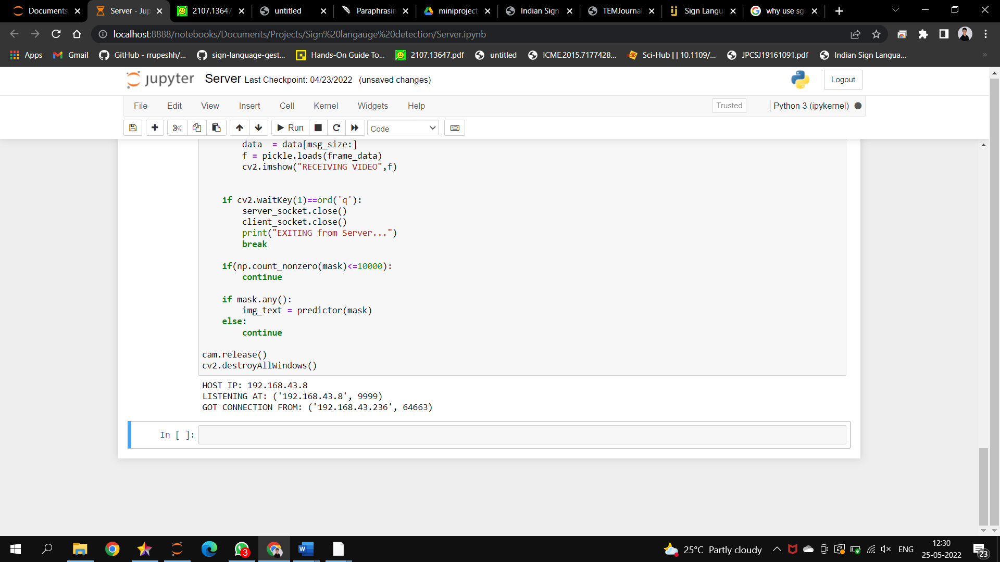 Documents
Server - Jup
2107.13647
untitled
Paraphrasin
miniproject
Indian Sign
TEMJournal
Sign Langu
why use sg
localhost:8888/notebooks/Documents/Projects/Sign%20langauge%20detection/Server.ipynb
Apps
Gmail
GitHub - rrupeshh/...
sign-language-gest...
Hands-On Guide To...
2107.13647.pdf
untitled
ICME.2015.7177428...
Sci-Hub | | 10.1109/...
JPCSJ19161091.pdf
Indian Sign Langua...
jupyter Server Last Checkpoint: 04/23/2022 (unsaved changes)
Logout
File Edit View Insert Cell Kernel Widgets Help
Trusted
Python 3 (ipykernel)
Run
Code
data  = data[msg_size:]
f = pickle.loads(frame_data)
cv2.imshow("RECEIVING VIDEO",f)
if cv2.waitKey(1)==ord('q'):
server_socket.close()
client_socket.close()
print("EXITING from Server...")
break
if(np.count_nonzero(mask)<=10000):
continue
if mask.any():
img_text = predictor(mask)
else:
continue
cam.release()
cv2.destroyAllWindows()
HOST IP: 192.168.43.8
LISTENING AT: ('192.168.43.8', 9999)
GOT CONNECTION FROM: ('192.168.43.236', 64663)
In [ ]:
3
W
25°C Partly cloudy
ENG
12:30
25-05-2022
23